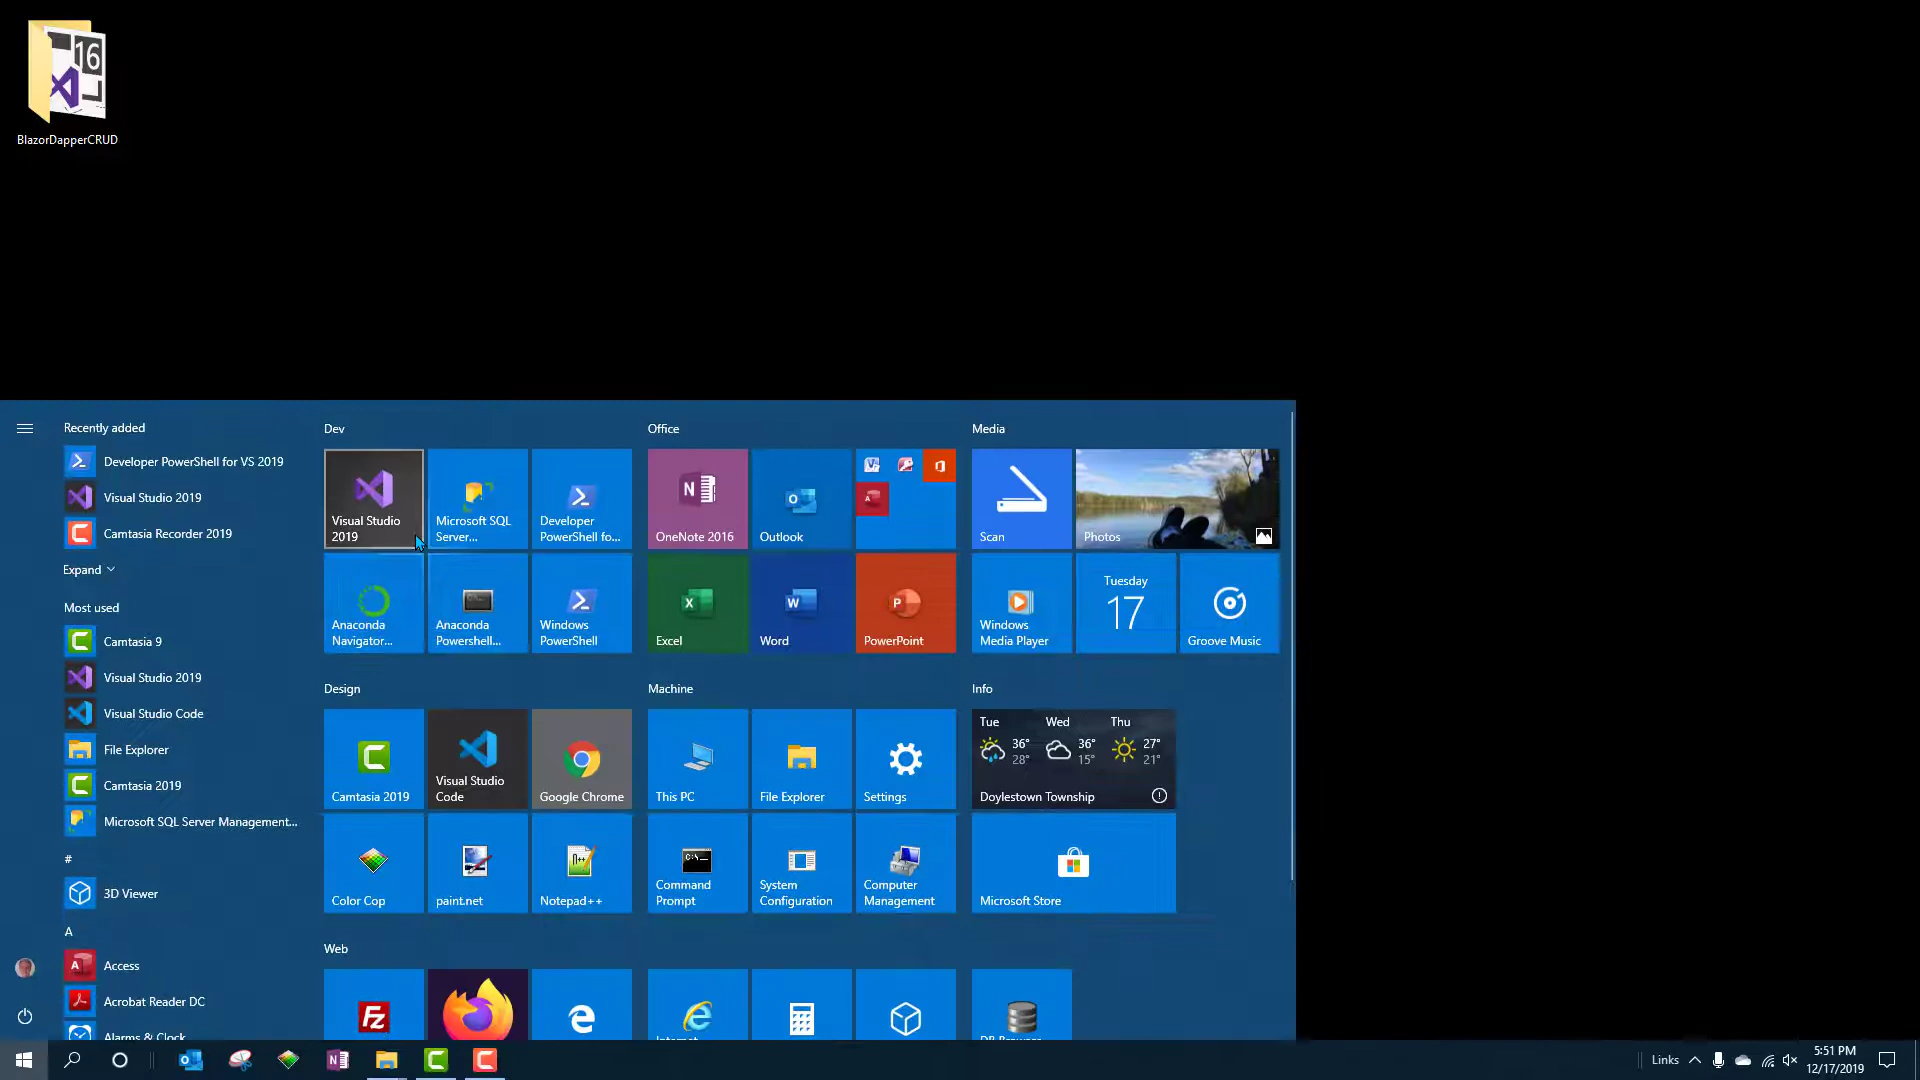 16
BlazorDapperCRUD
Recently added
Developer PowerShell for VS 2019
Visual Studio 2019
Camtasia Recorder 2019
Expand
Most used
Camtasia 9
Visual Studio 2019
Visual Studio Code
File Explorer
Camtasia 2019
Microsoft SQL Server Management...
#
3D Viewer
A
Access
Acrobat Reader DC
Alarms & Clock
Dev
Visual Studio
2019
Microsoft SQL
Server...
Developer
PowerShell fo...
Anaconda
Navigator...
Anaconda
Powershell...
Windows
PowerShell
Office
OneNote 2016
Outlook
Excel
Word
PowerPoint
Media
Scan
Photos
Windows
Media Player
Tuesday
17
Groove Music
Design
Camtasia 2019
Visual Studio
Code
Google Chrome
Color Cop
paint.net
Notepad++
Machine
This PC
File Explorer
Settings
Command
Prompt
System
Configuration
Computer
Management
Info
Tue Wed Thu
36° 36° 27°
28° 15° 21°
Doylestown Township
Microsoft Store
Web
Internet
DB Browser
Links
5:51 PM
12/17/2019